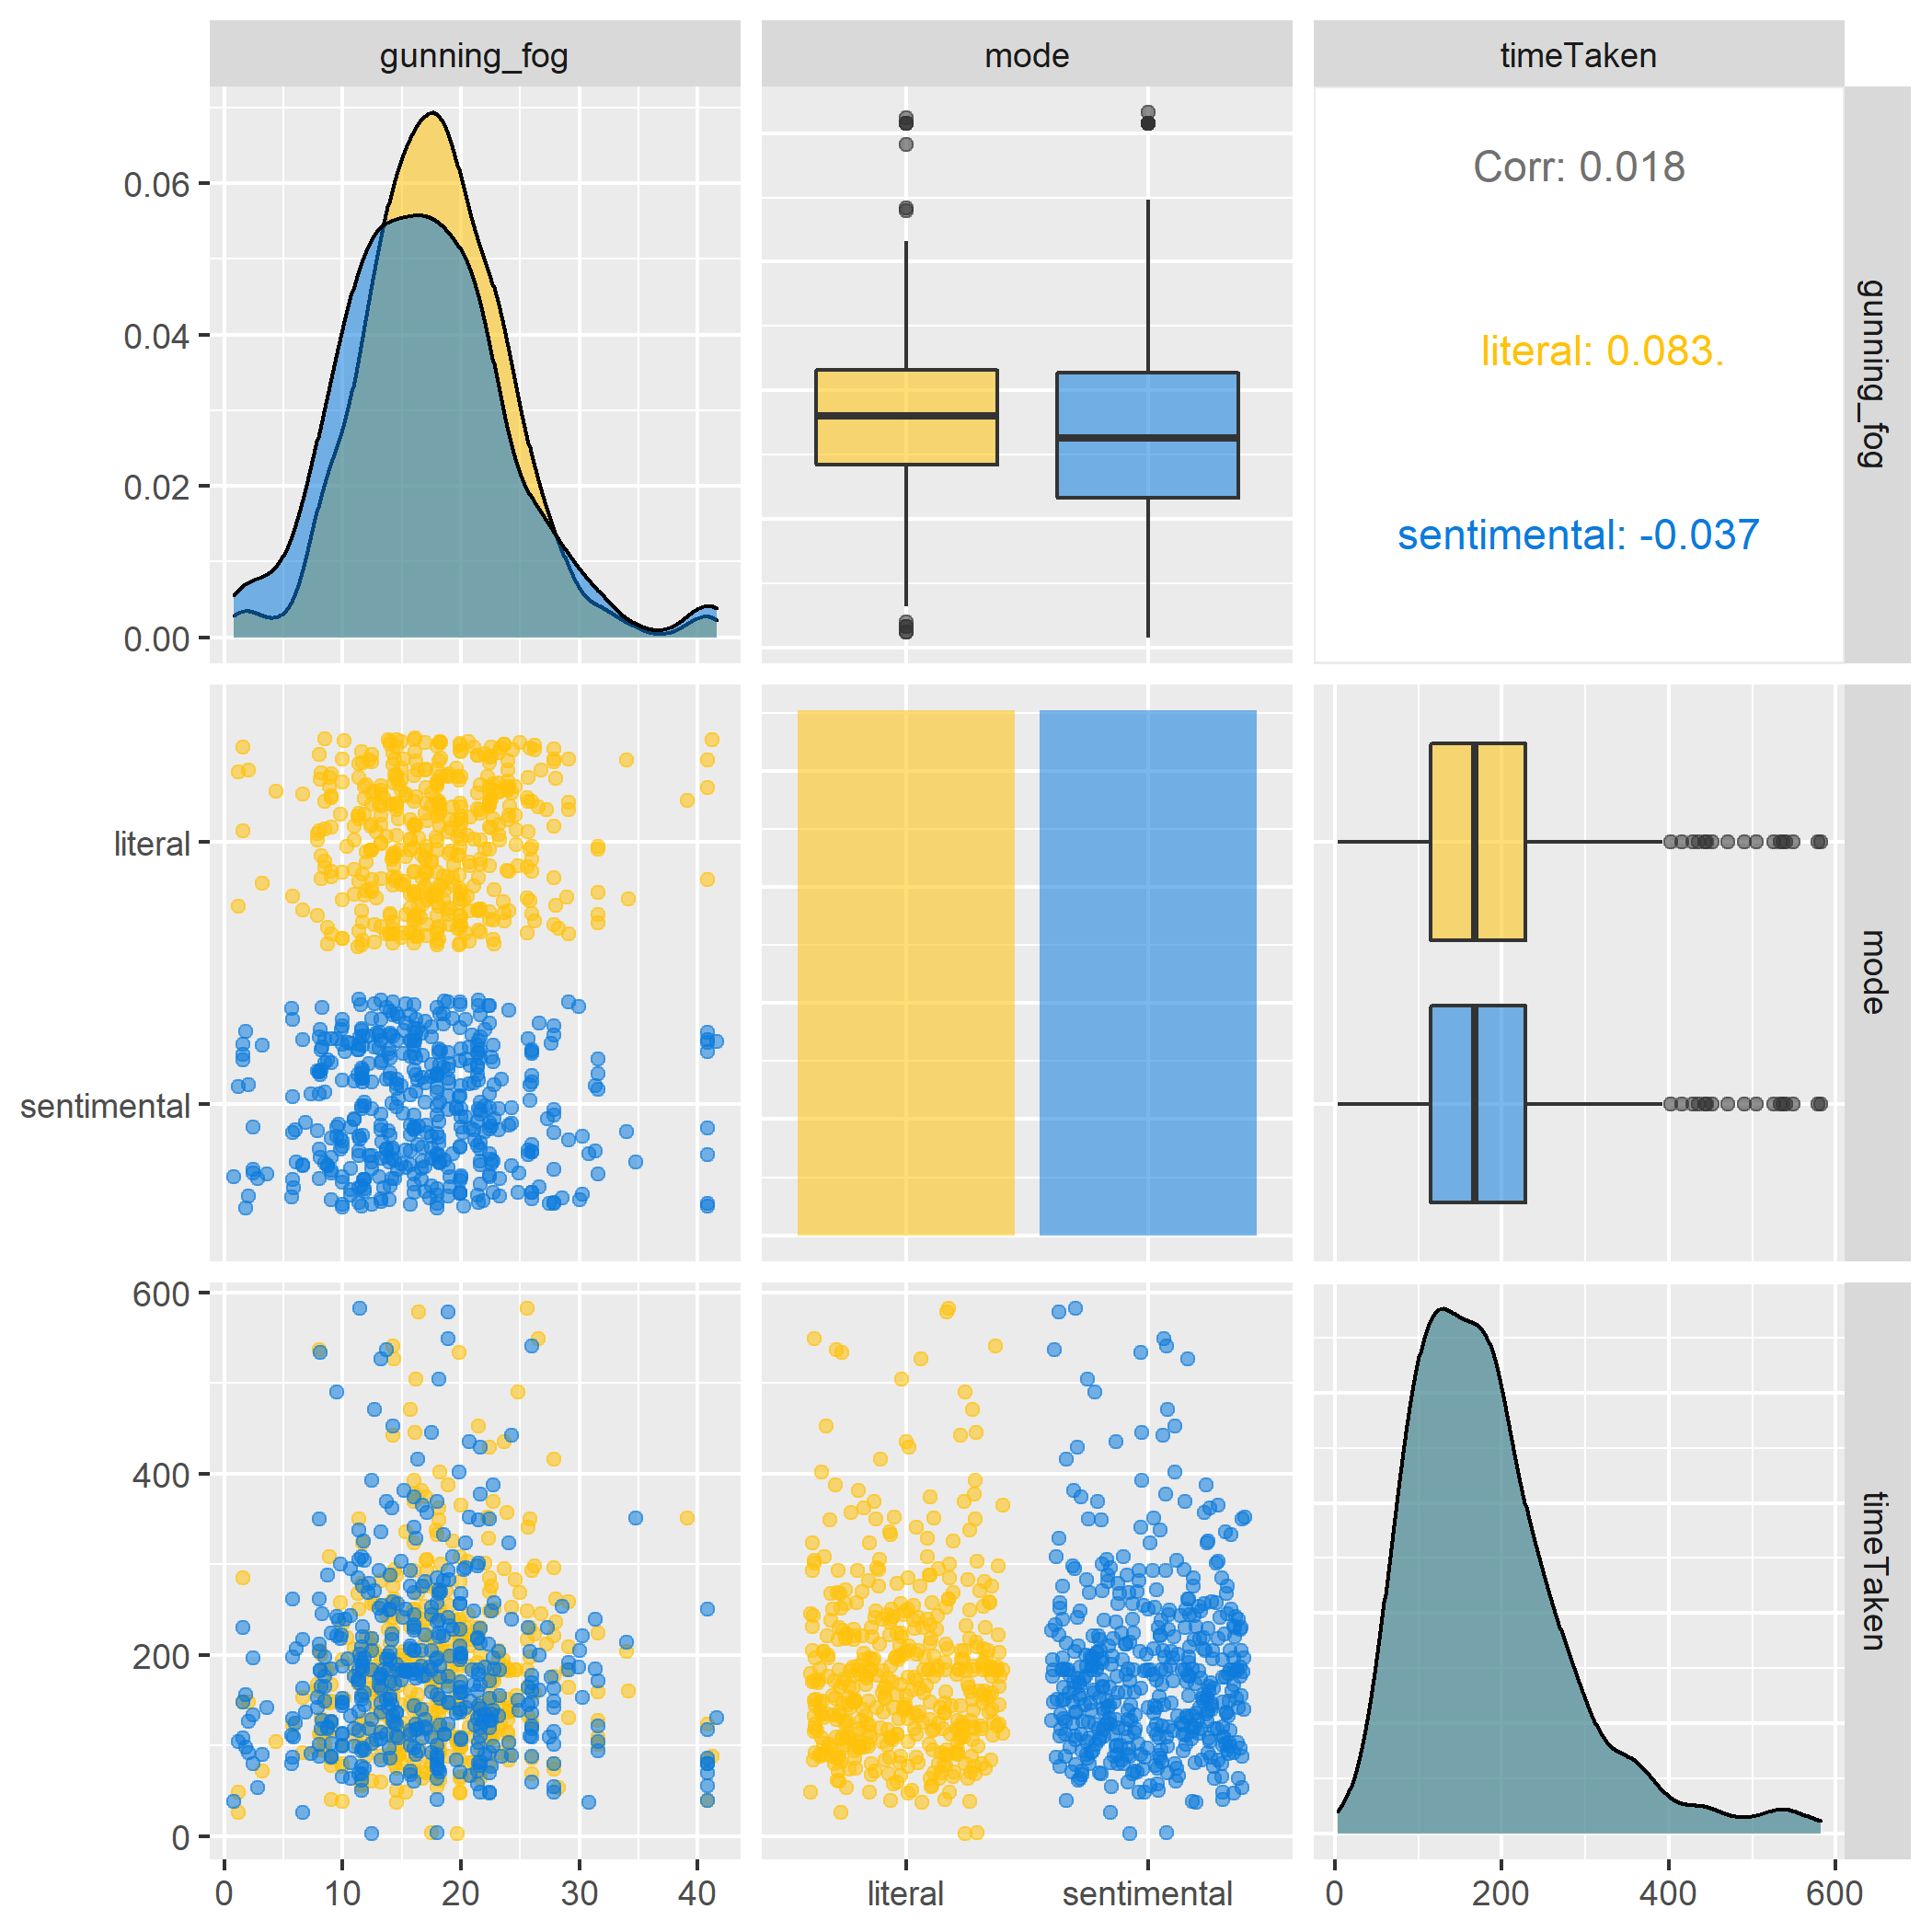 gunning_fog
mode
timeTaken
0.06
0.04
0.02
0.00
Corr: 0.018
literal: 0.083.
sentimental: -0.037
gunning_fog
literal
sentimental
mode
600
400
200
0
timeTaken
0
10
20
30
40
literal
sentimental
0
200
400
600